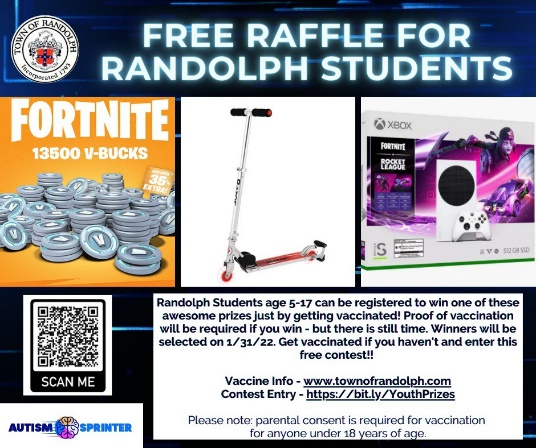 TOWN OF RANDOLPH
Incorporated 1793
FREE RAFFLE FOR
RANDOLPH STUDENTS
FORTNITE
13500 V-BUCKS
35%
EXTRA!
XBOX
FORTNITE
ROCKET
LEAGUE
S
512 GB SSD
SCAN ME
AUTISM SPRINTER
Randolph Students age 5-17 can be registered to win one of these
awesome prizes just by getting vaccinated! Proof of vaccination
will be required if you win - but there is still time. Winners will be
selected on 1/31/22. Get vaccinated if you haven't and enter this
free contest!!
Vaccine Info - www.townofrandolph.com
Contest Entry - https://bit.ly/YouthPrizes
Please note: parental consent is required for vaccination
for anyone under 18 years of age.